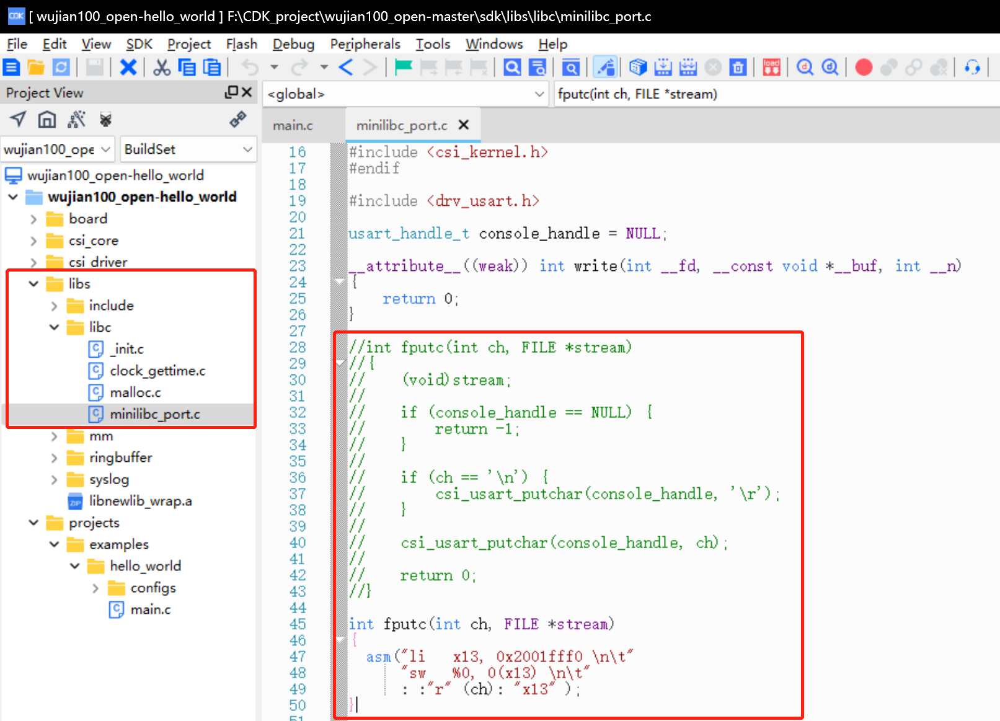 CDK [ wujian100_open-hello_world ] F:\CDK_project\wujian100_open-master\sdk\libs\libc\minilibc_port.c
File Edit View SDK Project Flash Debug Peripherals Tools Windows Help
load
Project View
<global>
fputc(int ch, FILE *stream)
main.c
minilibc_port.c
wujian100_ope
BuildSet
wujian100_open-hello_world
wujian100_open-hello_world
board
csi_core
csi_driver
libs
include
libc
_init.c
clock_gettime.c
malloc.c
minilibc_port.c
mm
ringbuffer
syslog
ZIP libnewlib_wrap.a
projects
examples
hello_world
configs
main.c
16 #include <csi_kernel.h>
17 #endif
18
19 #include <drv_usart.h>
20
21 usart_handle_t console_handle = NULL;
22
23 __attribute__((weak)) int write(int __fd, __const void *__buf, int __n)
24 {
25     return 0;
26 }
27
28 //int fputc(int ch, FILE *stream)
29 //{
30 //    (void)stream;
31 //
32 //    if (console_handle == NULL) {
33 //        return -1;
34 //    }
35 //
36 //    if (ch == '\n') {
37 //        csi_usart_putchar(console_handle, '\r');
38 //    }
39 //
40 //    csi_usart_putchar(console_handle, ch);
41 //
42 //    return 0;
43 //}
44
45 int fputc(int ch, FILE *stream)
46 {
47   asm("li   x13, 0x2001fff0 \n\t"
48       "sw   %0, 0(x13) \n\t"
49       : :"r" (ch): "x13" );
50 }
51